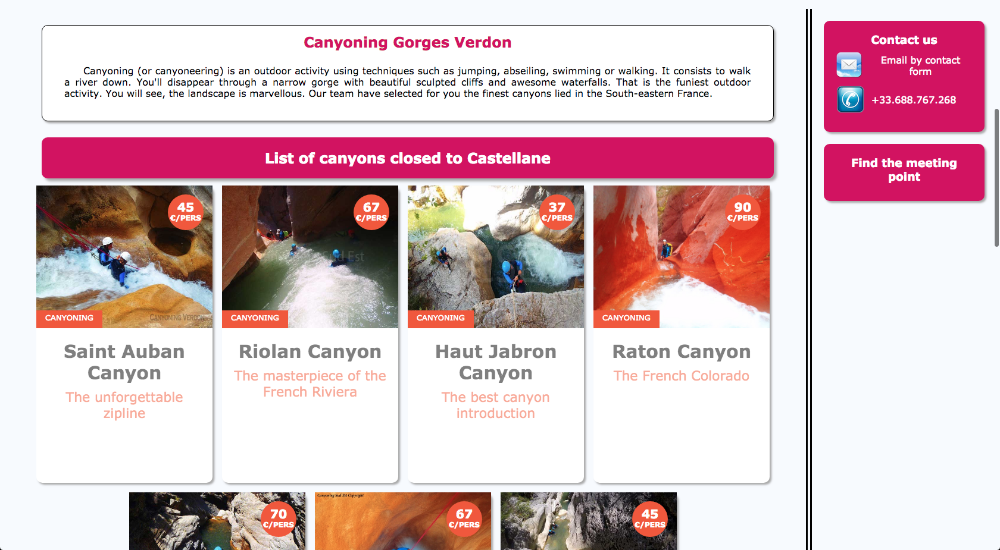 Canyoning Gorges Verdon
Canyoning (or canyoneering) is an outdoor activity using techniques such as jumping, abseiling, swimming or walking. It consists to walk
a river down. You'll disappear through a narrow gorge with beautiful sculpted cliffs and awesome waterfalls. That is the funiest outdoor
activity. You will see, the landscape is marvellous. Our team have selected for you the finest canyons lied in the South-eastern France.
List of canyons closed to Castellane
45
€/PERS
CANYONING
CANYONING VERDON
Saint Auban
Canyon
The unforgettable
zipline
67
€/PERS
Sud Est
CANYONING
Riolan Canyon
The masterpiece of the
French Riviera
37
€/PERS
CANYONING
Haut Jabron
Canyon
The best canyon
introduction
90
€/PERS
CANYONING
Raton Canyon
The French Colorado
70
€/PERS
Canyoning Sud Est Copyright
67
€/PERS
45
€/PERS
Contact us
Email by contact
form
+33.688.767.268
Find the meeting
point